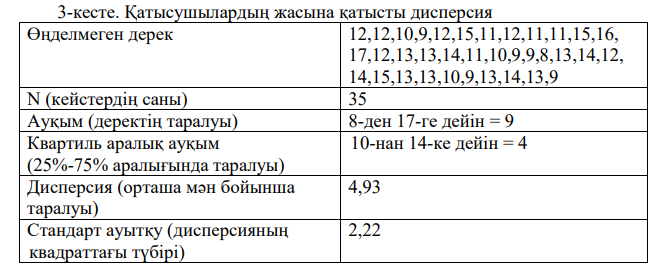 3-кесте. Қатысушылардың жасына қатысты дисперсия
Өңделмеген дерек
12,12,10,9,12,15,11,12,11,11,15,16,
17,12,13,13,14,11,10,9,9,8,13,14,12,
14,15,13,13,10,9,13,14,13,9
N (кейстердің саны)
35
Ауқым (деректің таралуы)
8-ден 17-ге дейін = 9
Квартиль аралық ауқым
(25%-75% аралығында таралуы)
10-нан 14-ке дейін = 4
Дисперсия (орташа мән бойынша
таралуы)
4,93
Стандарт ауытқу (дисперсияның
квадраттағы түбірі)
2,22